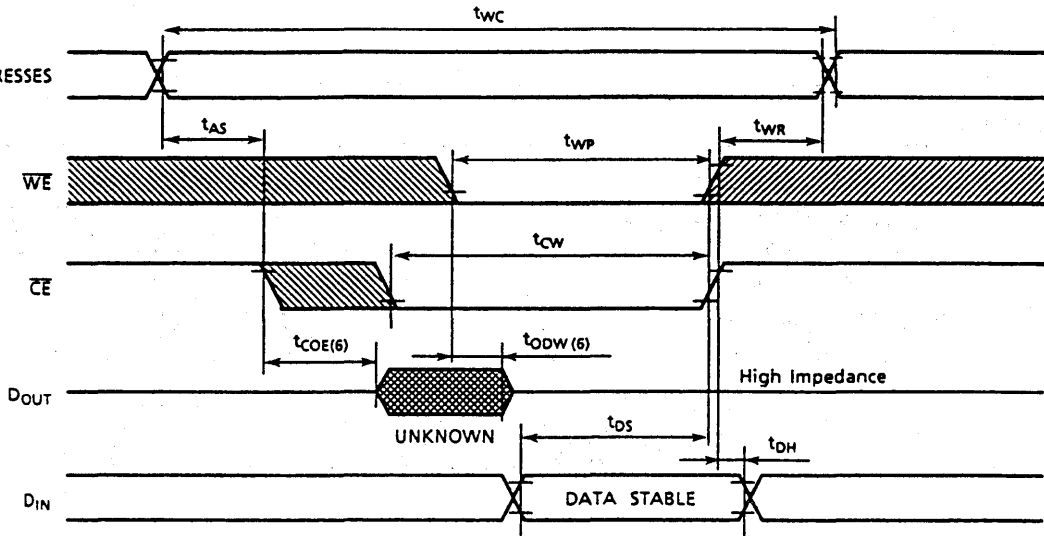 tWC
RESSES
tAS
tWP
tWR
WE
tCW
CE
tCOE(6)
tODW(6)
DOUT
High Impedance
UNKNOWN
tDS
tDH
DIN
DATA STABLE